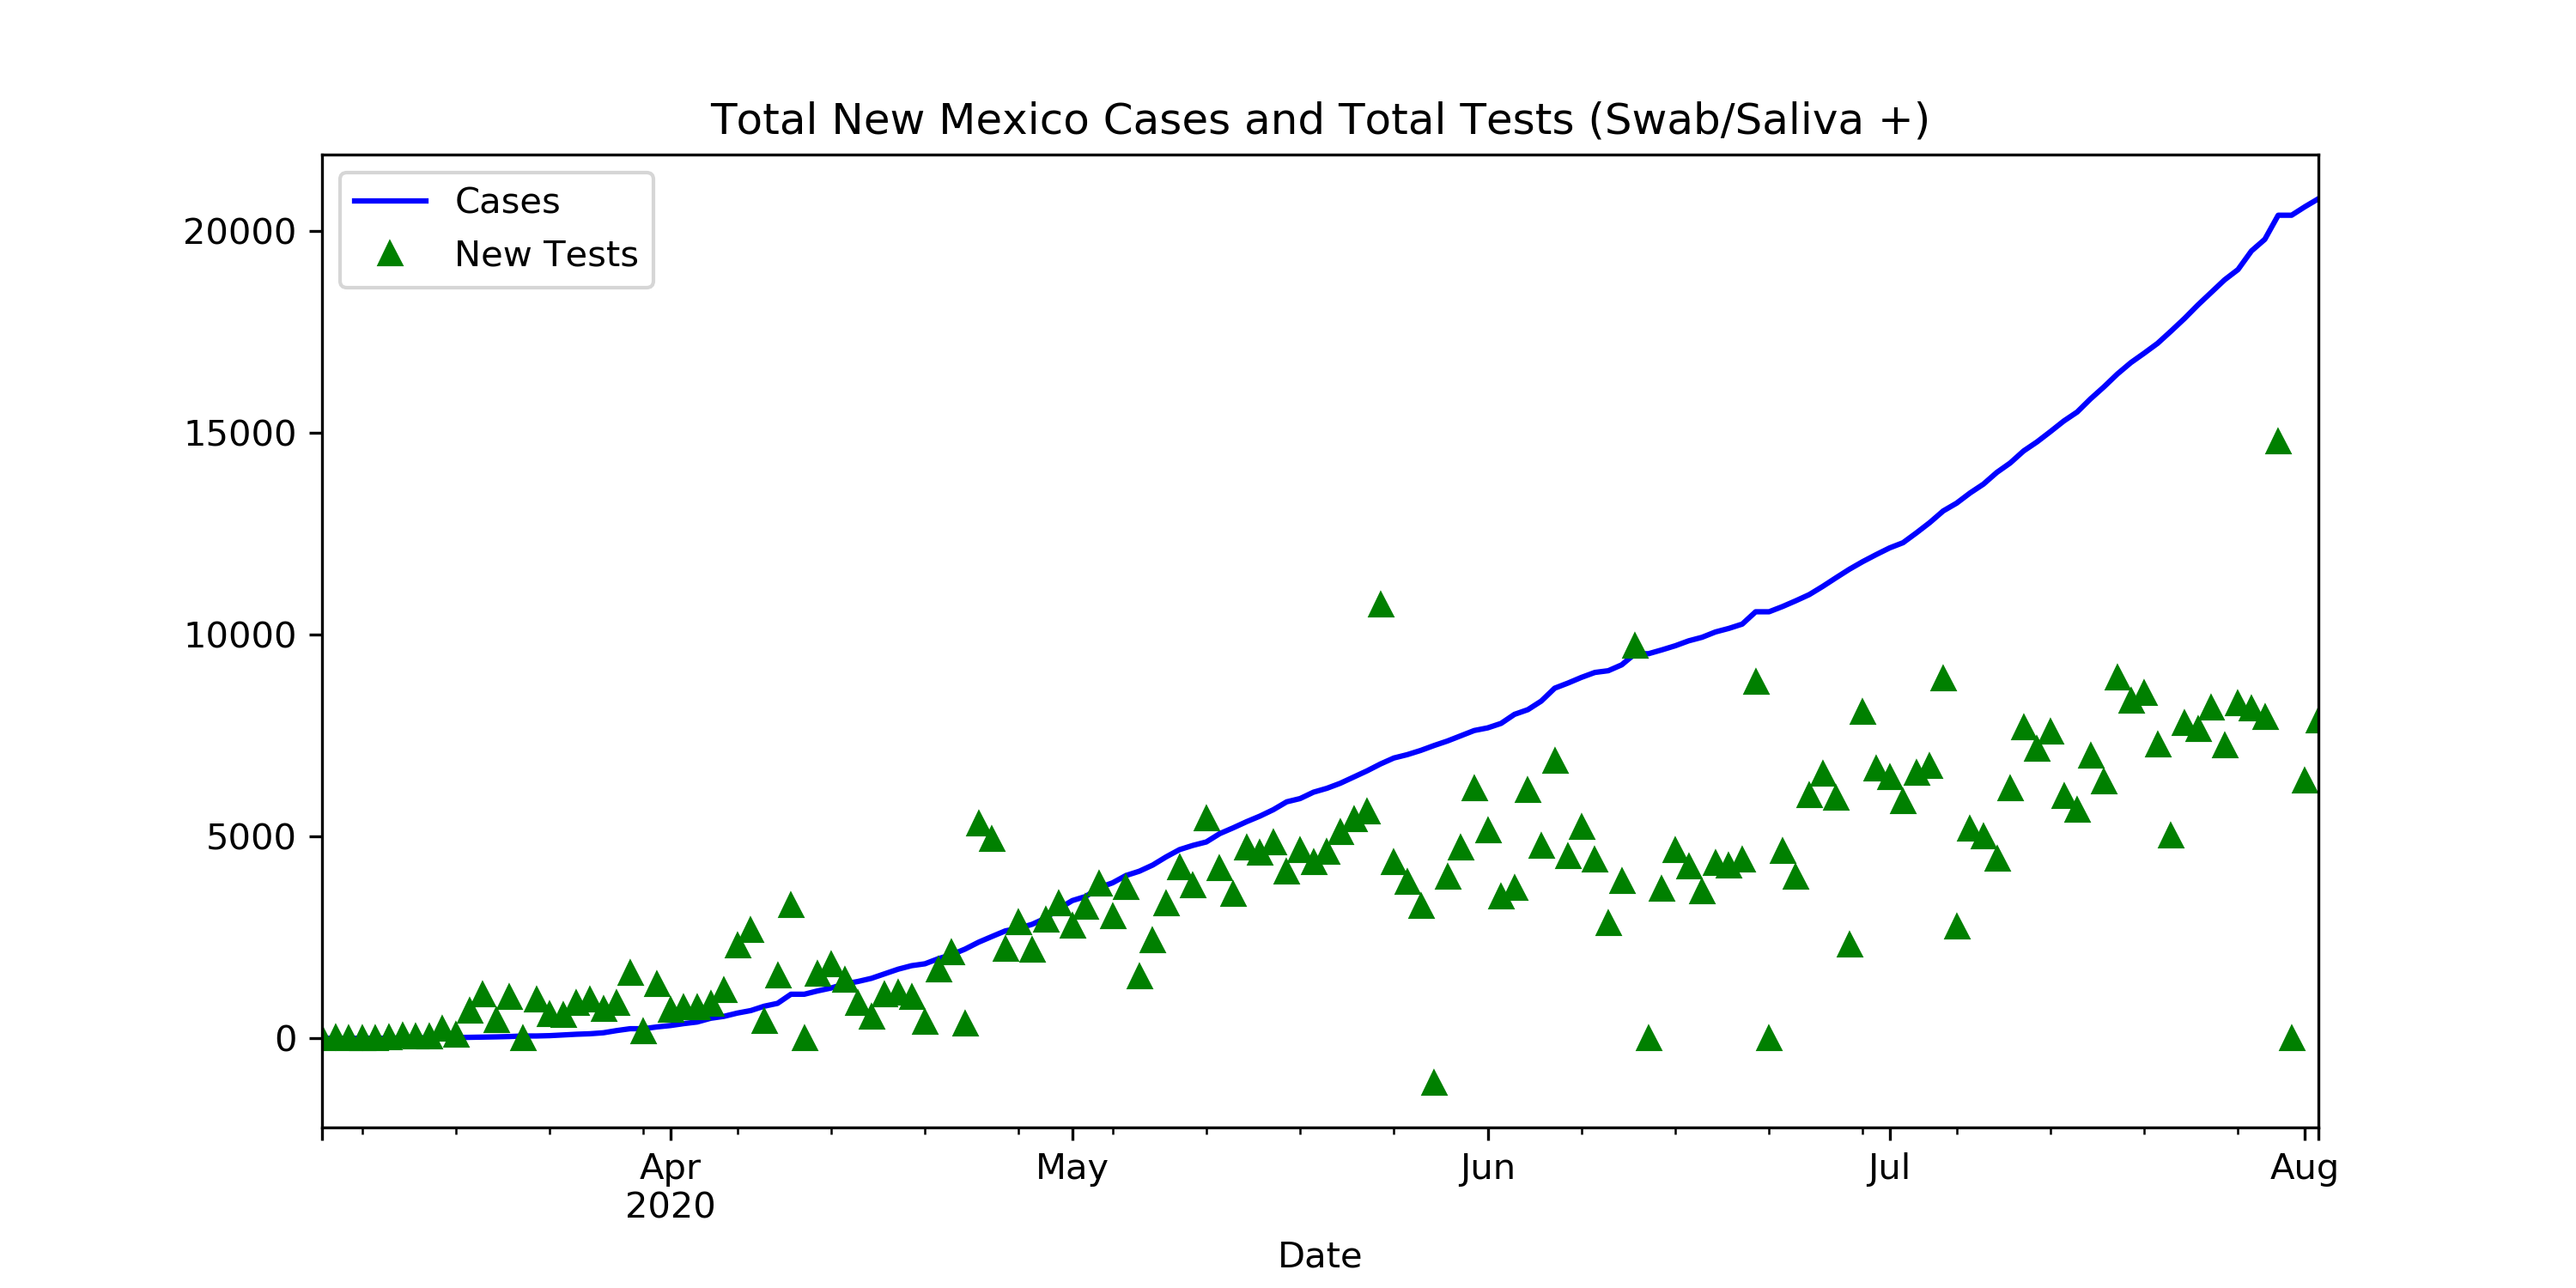 Total New Mexico Cases and Total Tests (Swab/Saliva +)
Cases
New Tests
20000
15000
10000
5000
0
Apr
2020
May
Jun
Jul
Aug
Date